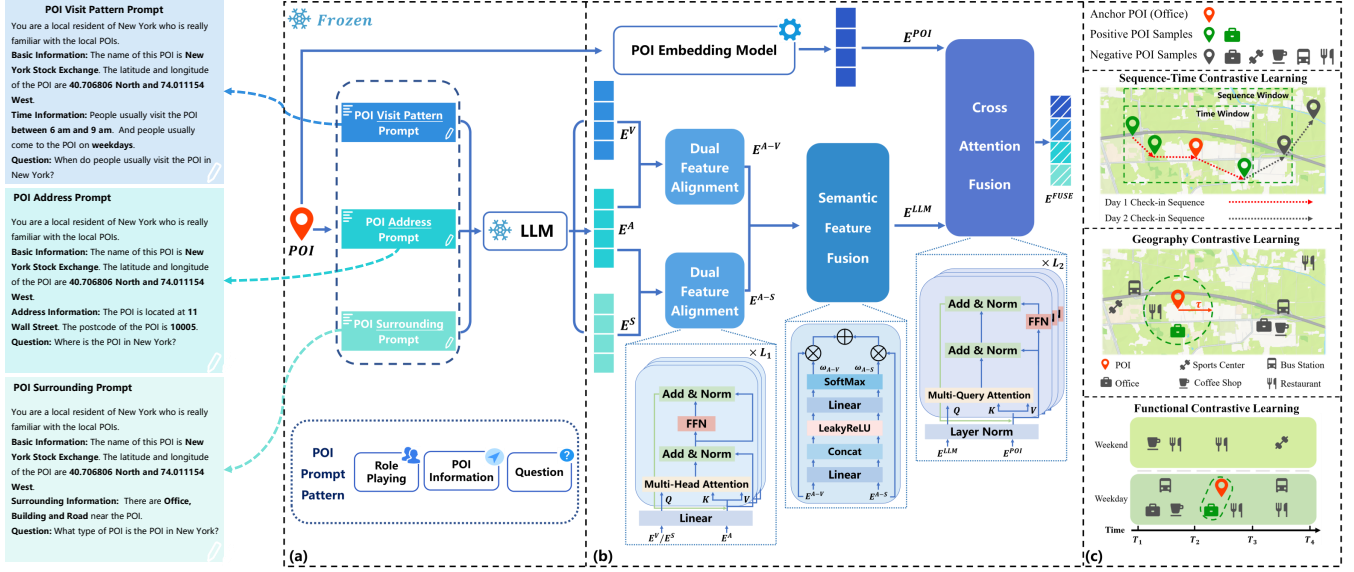 POI Visit Pattern Prompt
You are a local resident of New York who is really
familiar with the local POIs.
Basic Information: The name of this POI is New
York Stock Exchange. The latitude and longitude
of the POI are 40.706806 North and 74.011154
West.
Time Information: People usually visit the POI
between 6 am and 9 am. And people usually
come to the POI on weekdays.
Question: When do people usually visit the POI in
New York?
POI Address Prompt
You are a local resident of New York who is really
familiar with the local POIs.
Basic Information: The name of this POI is New
York Stock Exchange. The latitude and longitude
of the POI are 40.706806 North and 74.011154
West.
Address Information: The POI is located at 11
Wall Street. The postcode of the POI is 10005.
Question: Where is the POI in New York?
POI Surrounding Prompt
You are a local resident of New York who is really
familiar with the local POIs.
Basic Information: The name of this POI is New
York Stock Exchange. The latitude and longitude
of the POI are 40.706806 North and 74.011154
West.
Surrounding Information: There are Office,
Building and Road near the POI.
Question: What type of POI is the POI in New York?
Frozen
POI
POI Visit Pattern
Prompt
POI Address
Prompt
POI Surrounding
Prompt
LLM
POI
Prompt
Pattern
Role
Playing
POI
Information
Question
?
(a)
POI Embedding Model
E^POI
E^V
E^A
E^S
Dual
Feature
Alignment
Dual
Feature
Alignment
E^A-V
E^A-S
Semantic
Feature
Fusion
E^LLM
Cross
Attention
Fusion
E^FUSE
× L1
Add & Norm
FFN
Add & Norm
Multi-Head Attention
Q K V
Linear
E^V/E^S E^A
ω_A-V ω_A-S
SoftMax
Linear
LeakyReLU
Concat
Linear
E^A-V E^A-S
× L2
Add & Norm
FFN
Add & Norm
Multi-Query Attention
Q K V
Layer Norm
E^LLM E^POI
(b)
Anchor POI (Office)
Positive POI Samples
Negative POI Samples
Sequence-Time Contrastive Learning
Sequence Window
Time Window
Day 1 Check-in Sequence
Day 2 Check-in Sequence
Geography Contrastive Learning
τ
POI Sports Center Bus Station
Office Coffee Shop Restaurant
Functional Contrastive Learning
Weekend
Weekday
Time
T1 T2 T3 T4
(c)